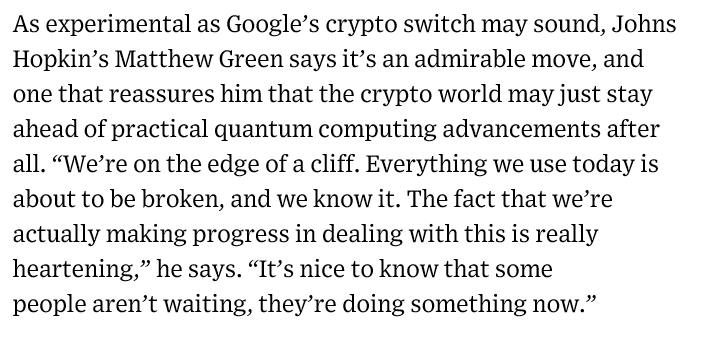 As experimental as Google’s crypto switch may sound, Johns
Hopkin’s Matthew Green says it’s an admirable move, and
one that reassures him that the crypto world may just stay
ahead of practical quantum computing advancements after
all. “We’re on the edge of a cliff. Everything we use today is
about to be broken, and we know it. The fact that we’re
actually making progress in dealing with this is really
heartening,” he says. “It’s nice to know that some
people aren’t waiting, they’re doing something now.”